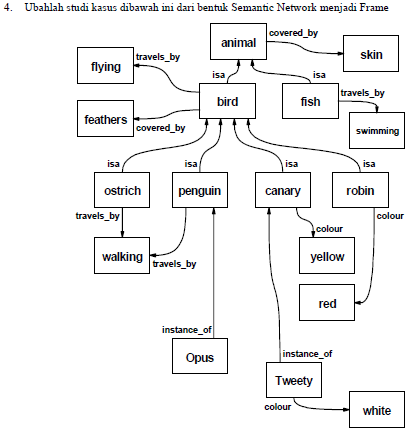 4. Ubahlah studi kasus dibawah ini dari bentuk Semantic Network menjadi Frame
animal
covered_by
skin
flying
travels_by
isa
isa
bird
fish
travels_by
feathers
covered_by
swimming
isa
isa
isa
isa
ostrich
penguin
canary
robin
travels_by
colour
walking
travels_by
colour
yellow
red
instance_of
Opus
instance_of
Tweety
colour
white